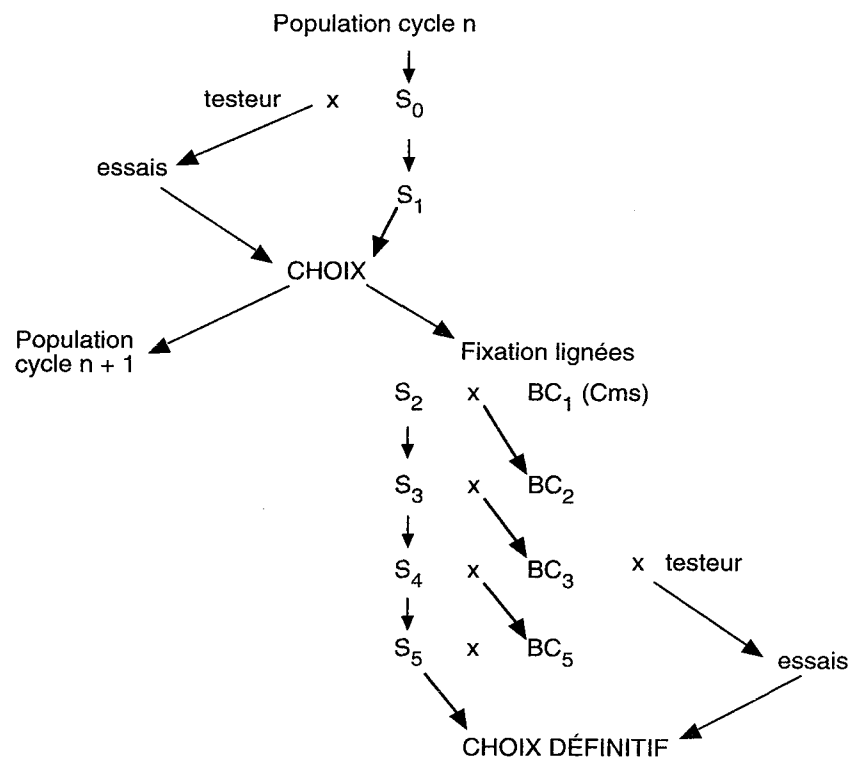 Population cycle n
testeur x S0
essais
S1
CHOIX
Population
cycle n + 1
Fixation lignées
S2 x BC1 (Cms)
S3 x BC2
S4 x BC3 x testeur
S5 x BC5
essais
CHOIX DÉFINITIF